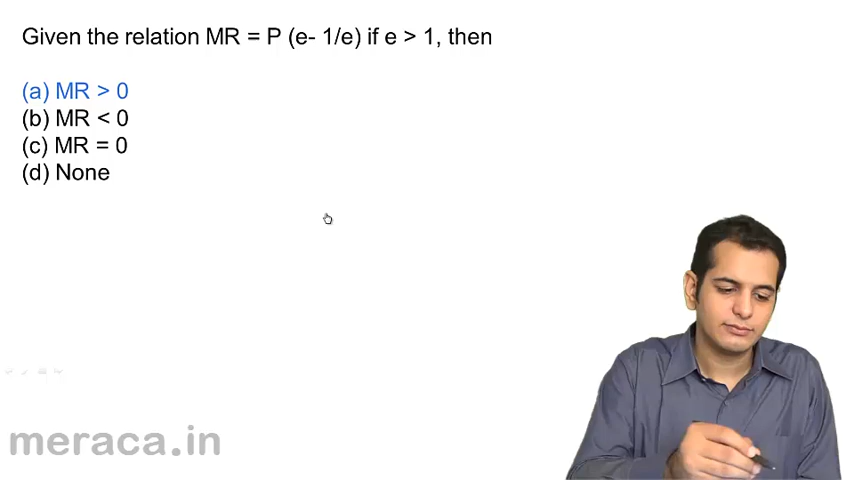 Given the relation MR = P (e- 1/e) if e > 1, then
(a) MR > 0
(b) MR < 0
(c) MR = 0
(d) None
meraca.in